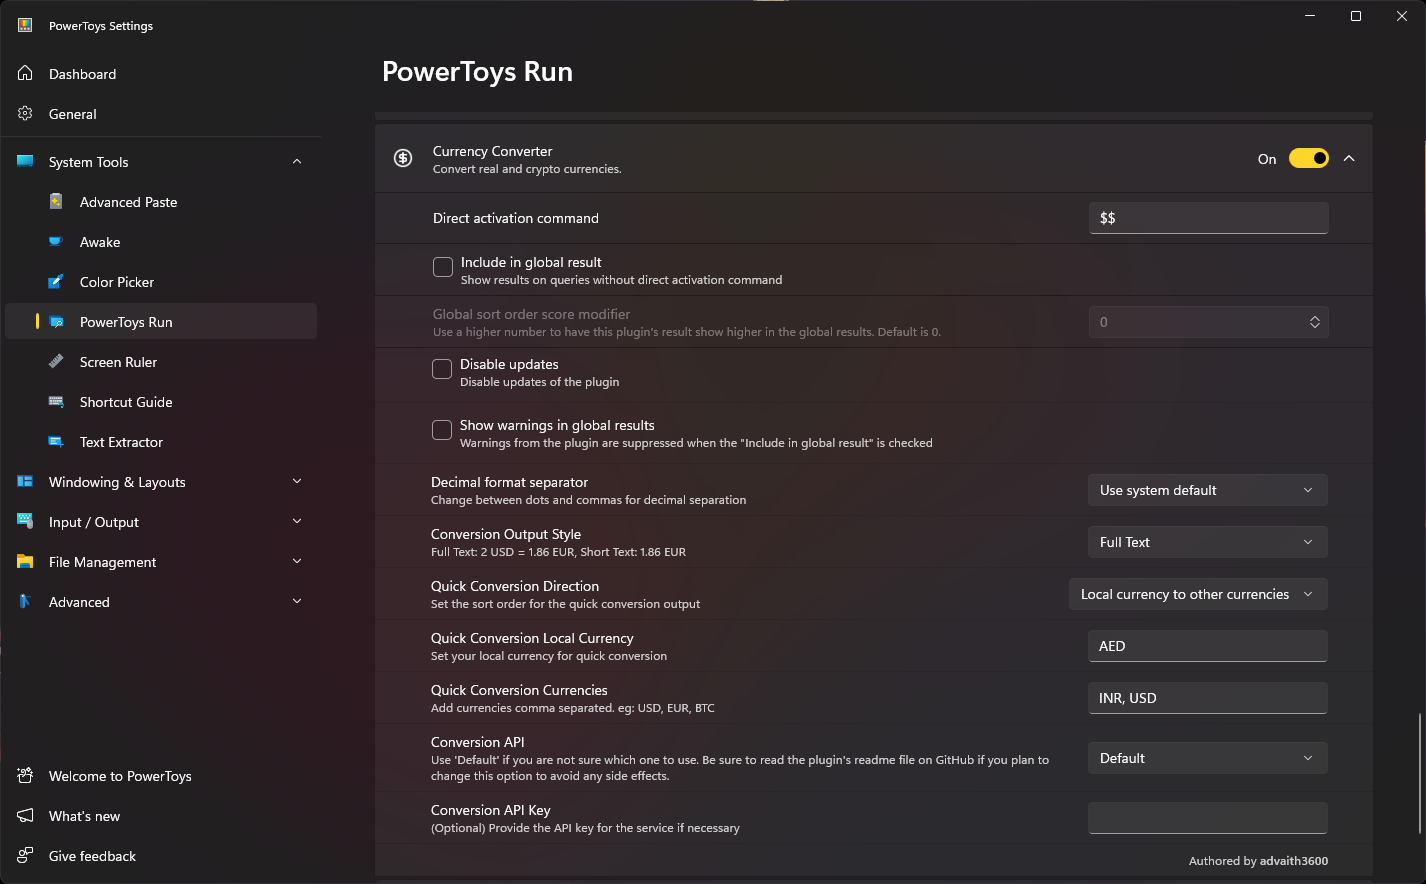 PowerToys Settings
Dashboard
General
System Tools
Advanced Paste
Awake
Color Picker
PowerToys Run
Screen Ruler
Shortcut Guide
Text Extractor
Windowing & Layouts
Input / Output
File Management
Advanced
Welcome to PowerToys
What's new
Give feedback
PowerToys Run
Currency Converter
Convert real and crypto currencies.
On
Direct activation command
$$
Include in global result
Show results on queries without direct activation command
Global sort order score modifier
Use a higher number to have this plugin's result show higher in the global results. Default is 0.
0
Disable updates
Disable updates of the plugin
Show warnings in global results
Warnings from the plugin are suppressed when the "Include in global result" is checked
Decimal format separator
Change between dots and commas for decimal separation
Use system default
Conversion Output Style
Full Text: 2 USD = 1.86 EUR, Short Text: 1.86 EUR
Full Text
Quick Conversion Direction
Set the sort order for the quick conversion output
Local currency to other currencies
Quick Conversion Local Currency
Set your local currency for quick conversion
AED
Quick Conversion Currencies
Add currencies comma separated. eg: USD, EUR, BTC
INR, USD
Conversion API
Use 'Default' if you are not sure which one to use. Be sure to read the plugin's readme file on GitHub if you plan to
change this option to avoid any side effects.
Default
Conversion API Key
(Optional) Provide the API key for the service if necessary
Authored by advaith3600